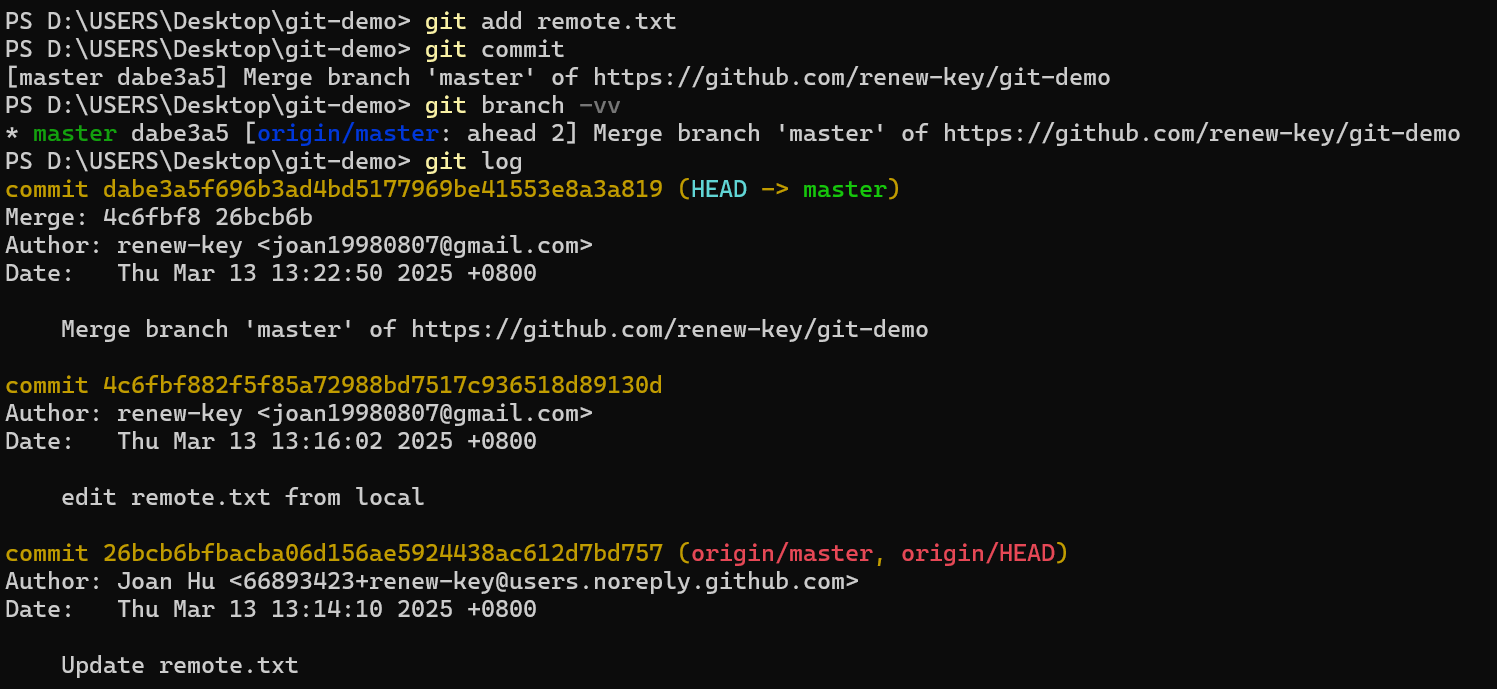 PS D:\USERS\Desktop\git-demo> git add remote.txt
PS D:\USERS\Desktop\git-demo> git commit
[master dabe3a5] Merge branch 'master' of https://github.com/renew-key/git-demo
PS D:\USERS\Desktop\git-demo> git branch -vv
* master dabe3a5 [origin/master: ahead 2] Merge branch 'master' of https://github.com/renew-key/git-demo
PS D:\USERS\Desktop\git-demo> git log
commit dabe3a5f696b3ad4bd5177969be41553e8a3a819 (HEAD -> master)
Merge: 4c6fbf8 26bcb6b
Author: renew-key <joan19980807@gmail.com>
Date:   Thu Mar 13 13:22:50 2025 +0800
    Merge branch 'master' of https://github.com/renew-key/git-demo
commit 4c6fbf882f5f85a72988bd7517c936518d89130d
Author: renew-key <joan19980807@gmail.com>
Date:   Thu Mar 13 13:16:02 2025 +0800
    edit remote.txt from local
commit 26bcb6bfbacba06d156ae5924438ac612d7bd757 (origin/master, origin/HEAD)
Author: Joan Hu <66893423+renew-key@users.noreply.github.com>
Date:   Thu Mar 13 13:14:10 2025 +0800
    Update remote.txt